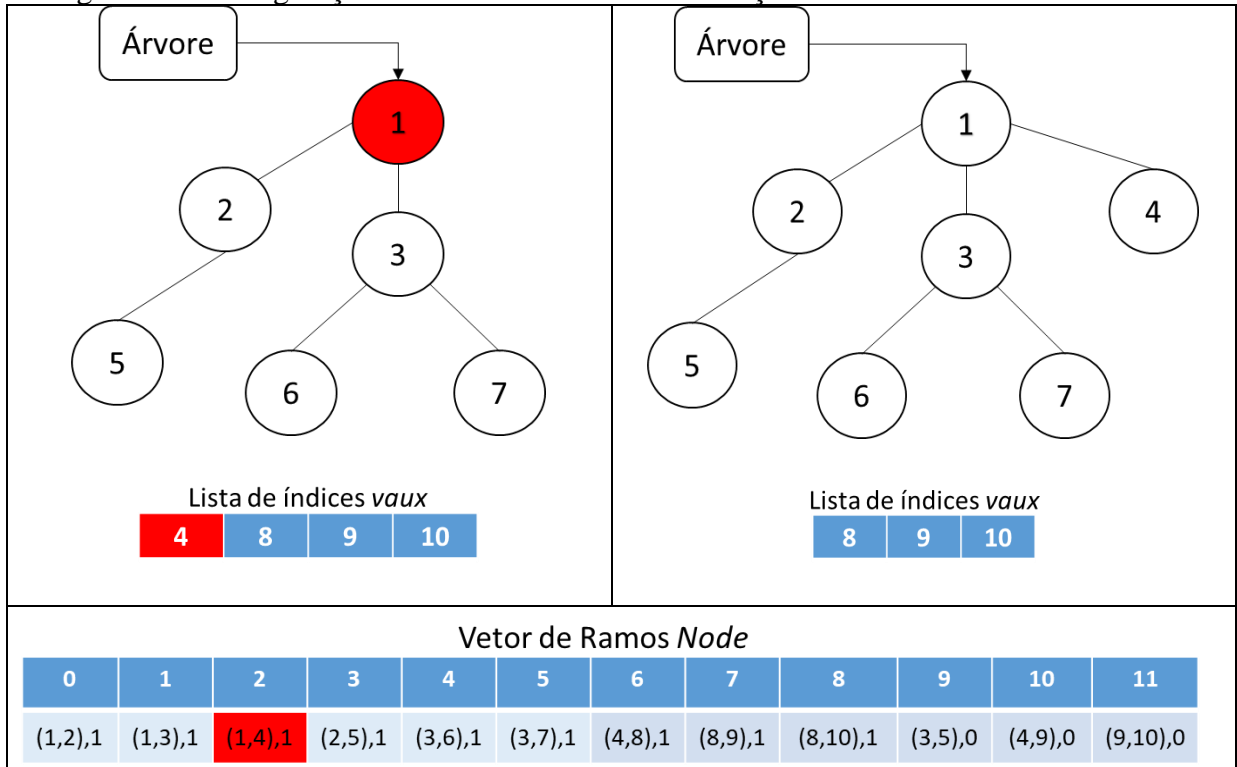 Árvore
1
2
3
5
6
7
Lista de índices vaux
4 8 9 10
Árvore
1
2
4
3
5
6
7
Lista de índices vaux
8 9 10
Vetor de Ramos Node
0 1 2 3 4 5 6 7 8 9 10 11
(1,2),1 (1,3),1 (1,4),1 (2,5),1 (3,6),1 (3,7),1 (4,8),1 (8,9),1 (8,10),1 (3,5),0 (4,9),0 (9,10),0